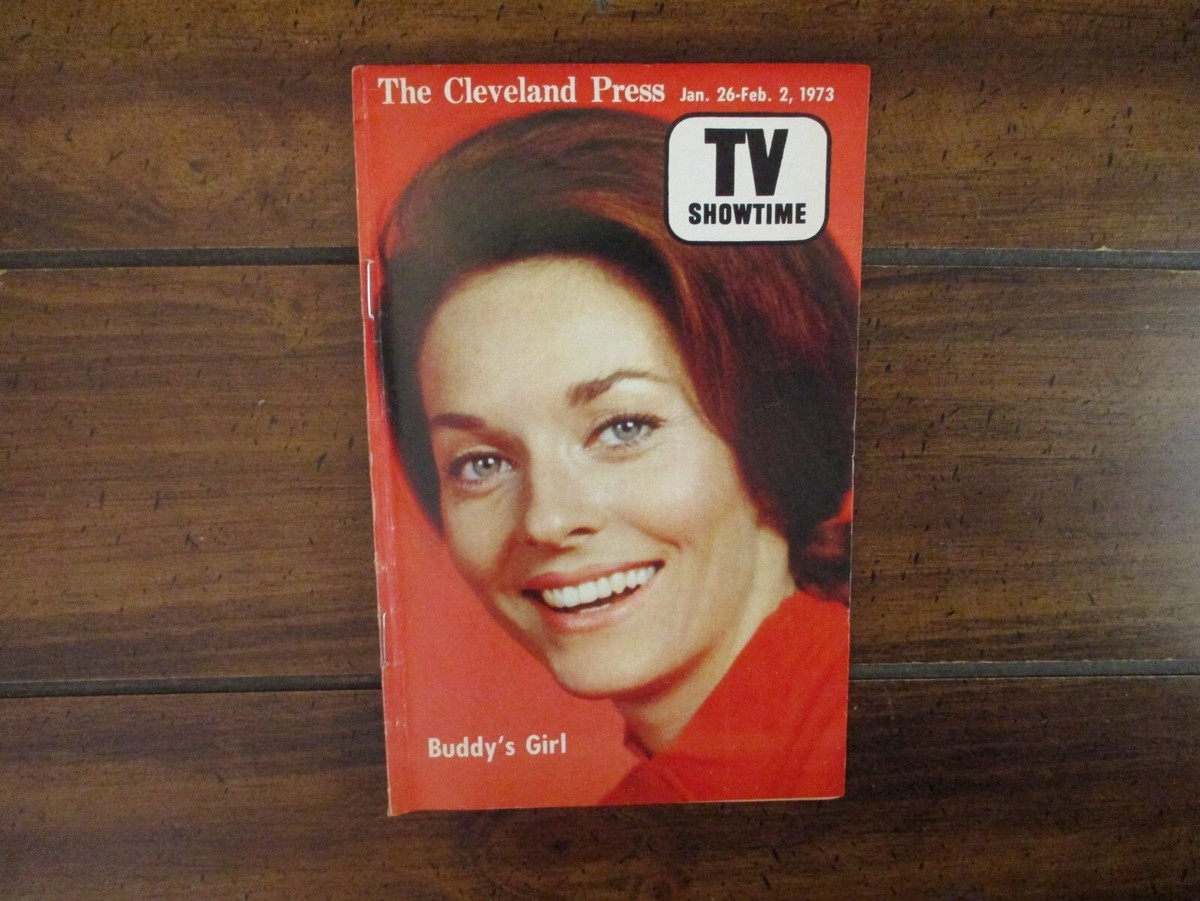 The Cleveland Press Jan. 26-Feb. 2, 1973
TV
SHOWTIME
Buddy's Girl